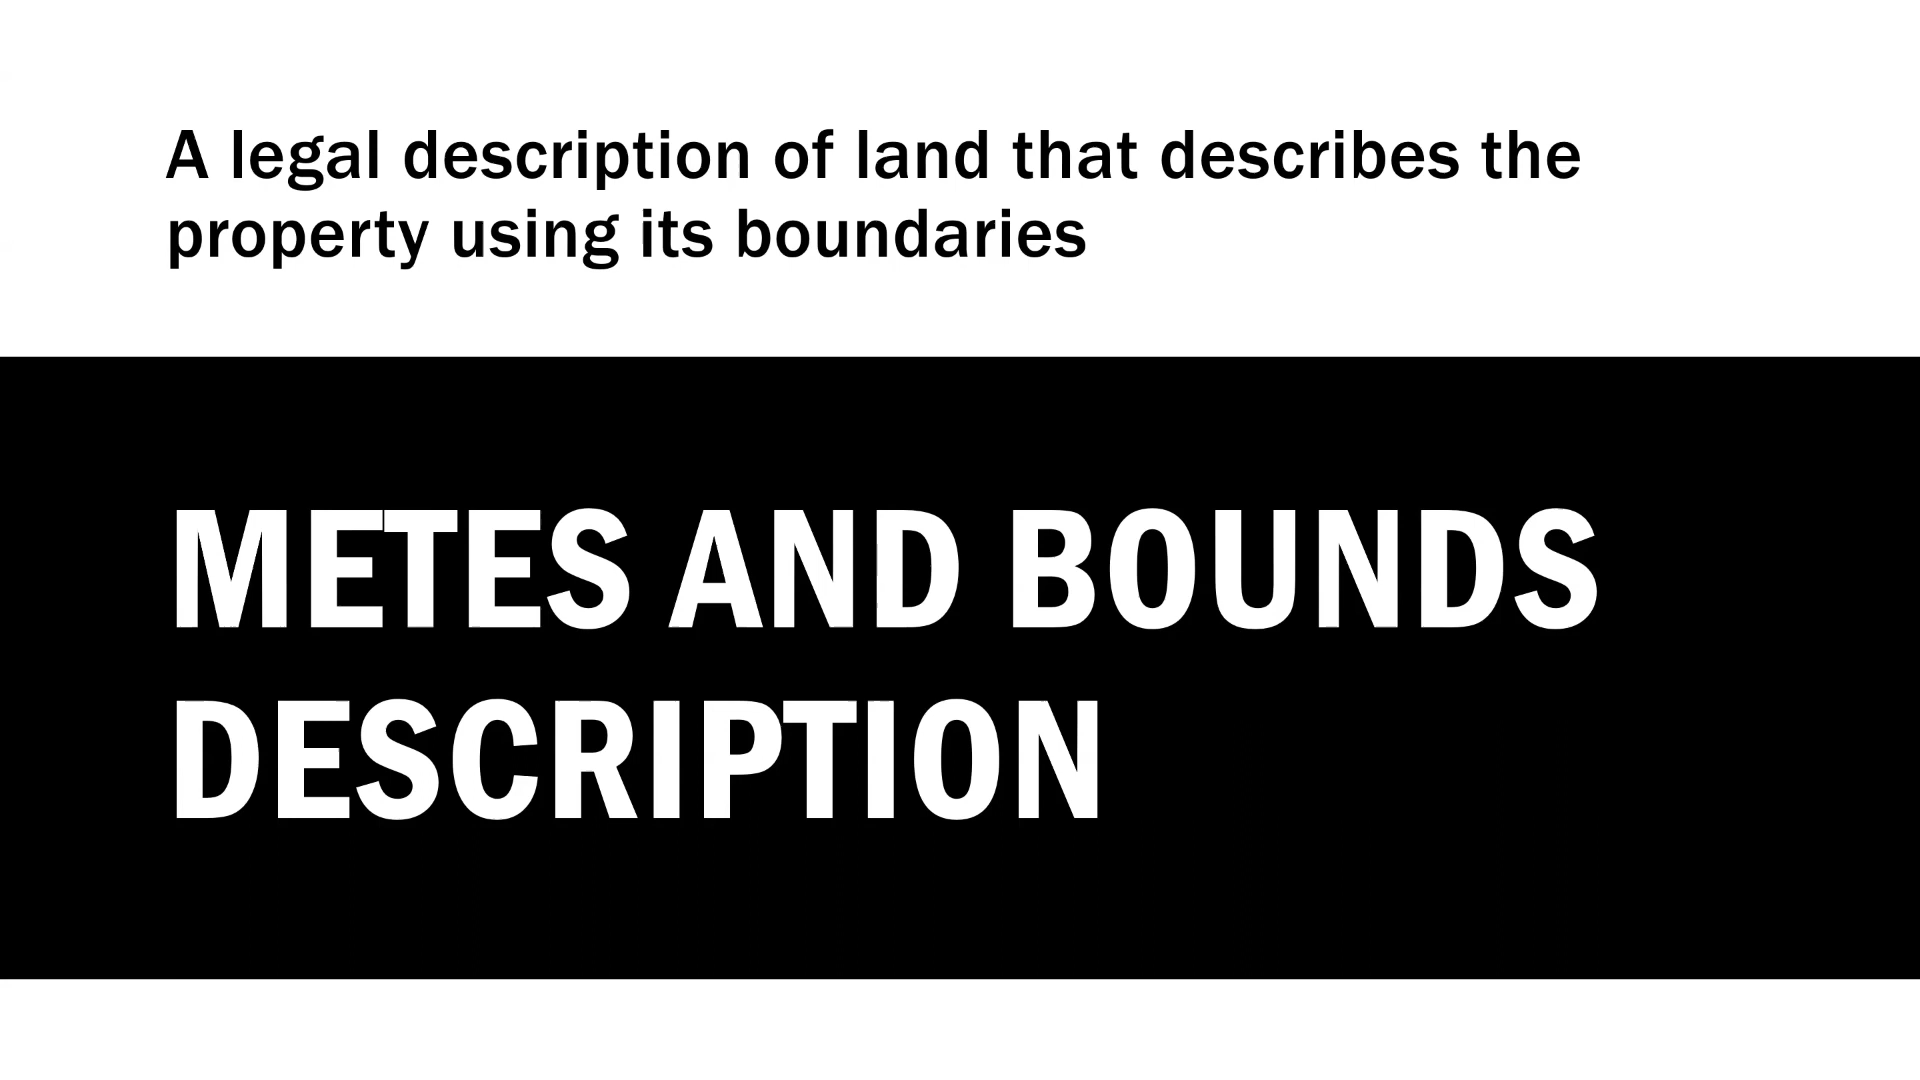 A legal description of land that describes the
property using its boundaries
METES AND BOUNDS
DESCRIPTION